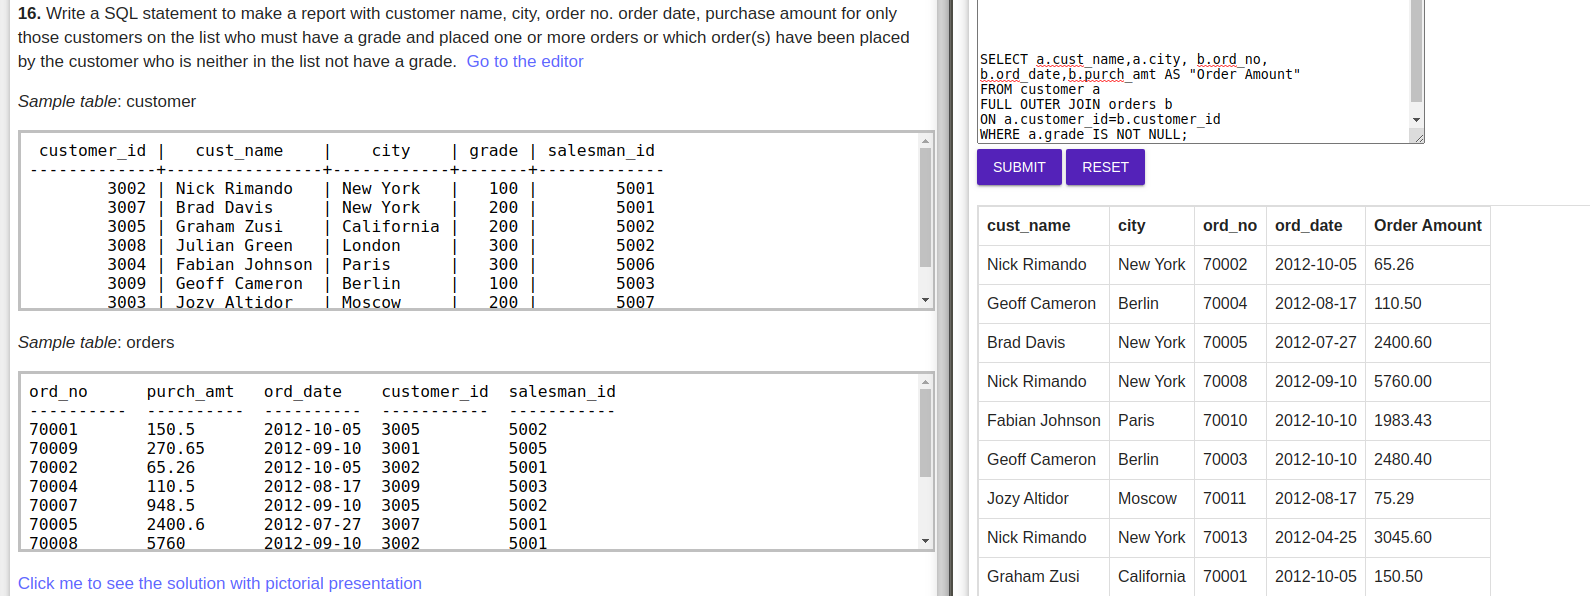 16. Write a SQL statement to make a report with customer name, city, order no. order date, purchase amount for only
those customers on the list who must have a grade and placed one or more orders or which order(s) have been placed
by the customer who is neither in the list not have a grade.  Go to the editor
Sample table: customer
 customer_id |   cust_name    |    city    | grade | salesman_id
-------------+----------------+------------+-------+-------------
        3002 | Nick Rimando   | New York   |   100 |        5001
        3007 | Brad Davis     | New York   |   200 |        5001
        3005 | Graham Zusi    | California |   200 |        5002
        3008 | Julian Green   | London     |   300 |        5002
        3004 | Fabian Johnson | Paris      |   300 |        5006
        3009 | Geoff Cameron  | Berlin     |   100 |        5003
        3003 | Jozy Altidor   | Moscow     |   200 |        5007
Sample table: orders
ord_no      purch_amt   ord_date    customer_id  salesman_id
----------  ----------  ----------  -----------  -----------
70001       150.5       2012-10-05  3005         5002
70009       270.65      2012-09-10  3001         5005
70002       65.26       2012-10-05  3002         5001
70004       110.5       2012-08-17  3009         5003
70007       948.5       2012-09-10  3005         5002
70005       2400.6      2012-07-27  3007         5001
70008       5760        2012-09-10  3002         5001
Click me to see the solution with pictorial presentation
SELECT a.cust_name,a.city, b.ord_no,
b.ord_date,b.purch_amt AS "Order Amount"
FROM customer a
FULL OUTER JOIN orders b
ON a.customer_id=b.customer_id
WHERE a.grade IS NOT NULL;
SUBMIT RESET
cust_name city ord_no ord_date Order Amount
Nick Rimando New York 70002 2012-10-05 65.26
Geoff Cameron Berlin 70004 2012-08-17 110.50
Brad Davis New York 70005 2012-07-27 2400.60
Nick Rimando New York 70008 2012-09-10 5760.00
Fabian Johnson Paris 70010 2012-10-10 1983.43
Geoff Cameron Berlin 70003 2012-10-10 2480.40
Jozy Altidor Moscow 70011 2012-08-17 75.29
Nick Rimando New York 70013 2012-04-25 3045.60
Graham Zusi California 70001 2012-10-05 150.50